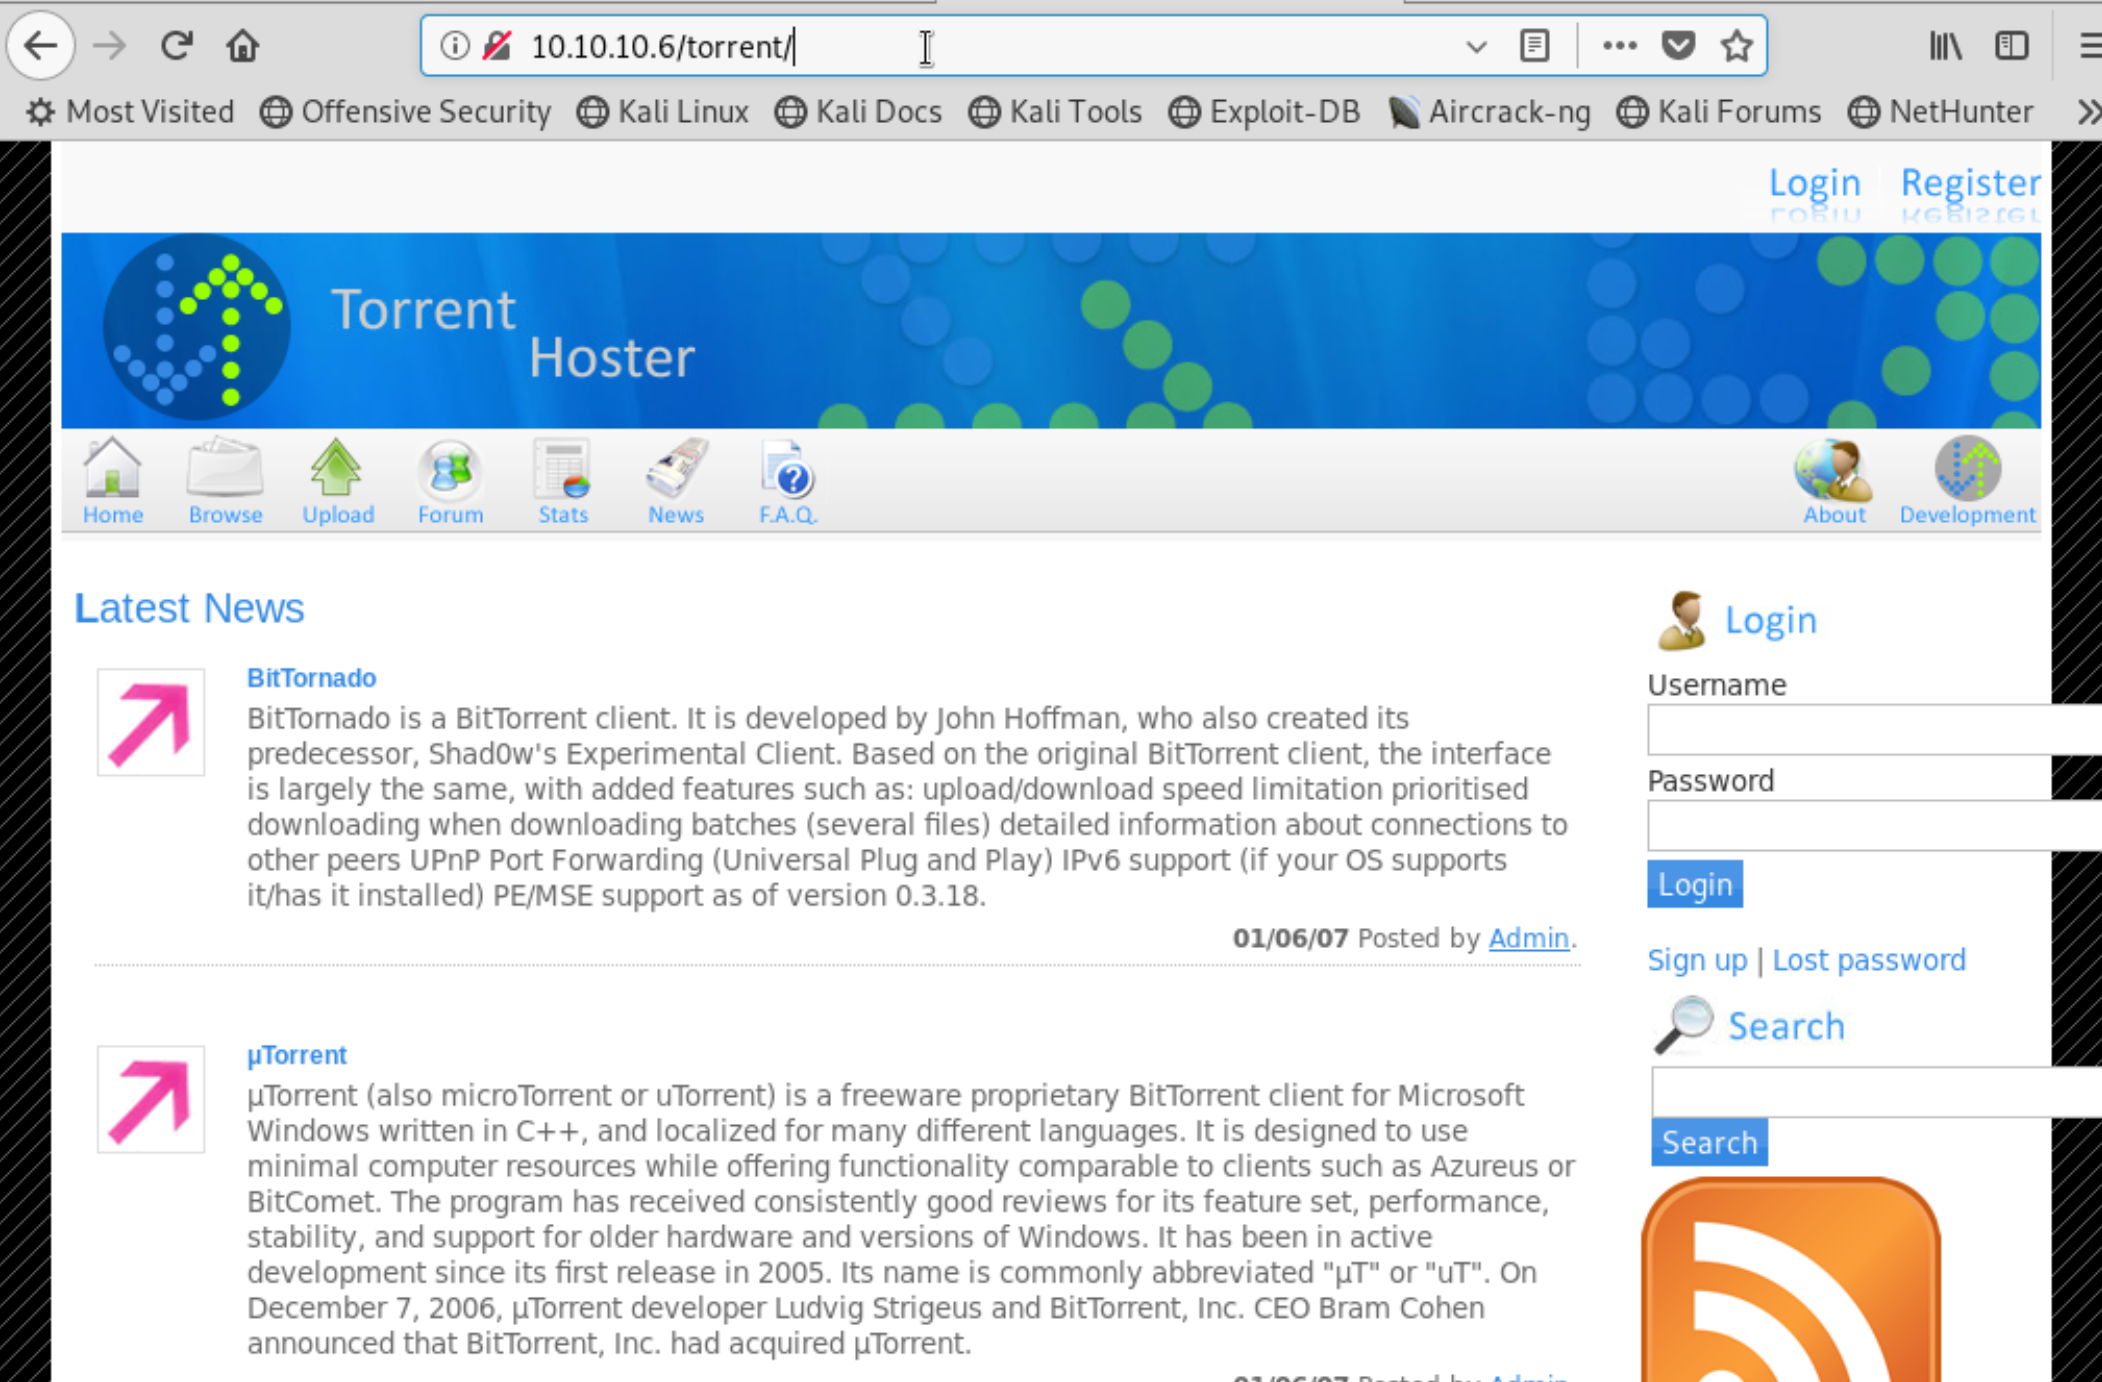 10.10.10.6/torrent/
Most Visited Offensive Security Kali Linux Kali Docs Kali Tools Exploit-DB Aircrack-ng Kali Forums NetHunter
Login Register
Torrent
Hoster
Home Browse Upload Forum Stats News F.A.Q. About Development
Latest News
BitTornado
BitTornado is a BitTorrent client. It is developed by John Hoffman, who also created its
predecessor, Shad0w's Experimental Client. Based on the original BitTorrent client, the interface
is largely the same, with added features such as: upload/download speed limitation prioritised
downloading when downloading batches (several files) detailed information about connections to
other peers UPnP Port Forwarding (Universal Plug and Play) IPv6 support (if your OS supports
it/has it installed) PE/MSE support as of version 0.3.18.
01/06/07 Posted by Admin.
µTorrent
µTorrent (also microTorrent or uTorrent) is a freeware proprietary BitTorrent client for Microsoft
Windows written in C++, and localized for many different languages. It is designed to use
minimal computer resources while offering functionality comparable to clients such as Azureus or
BitComet. The program has received consistently good reviews for its feature set, performance,
stability, and support for older hardware and versions of Windows. It has been in active
development since its first release in 2005. Its name is commonly abbreviated "µT" or "uT". On
December 7, 2006, µTorrent developer Ludvig Strigeus and BitTorrent, Inc. CEO Bram Cohen
announced that BitTorrent, Inc. had acquired µTorrent.
01/06/07 Posted by Admin
Login
Username
Password
Login
Sign up | Lost password
Search
Search